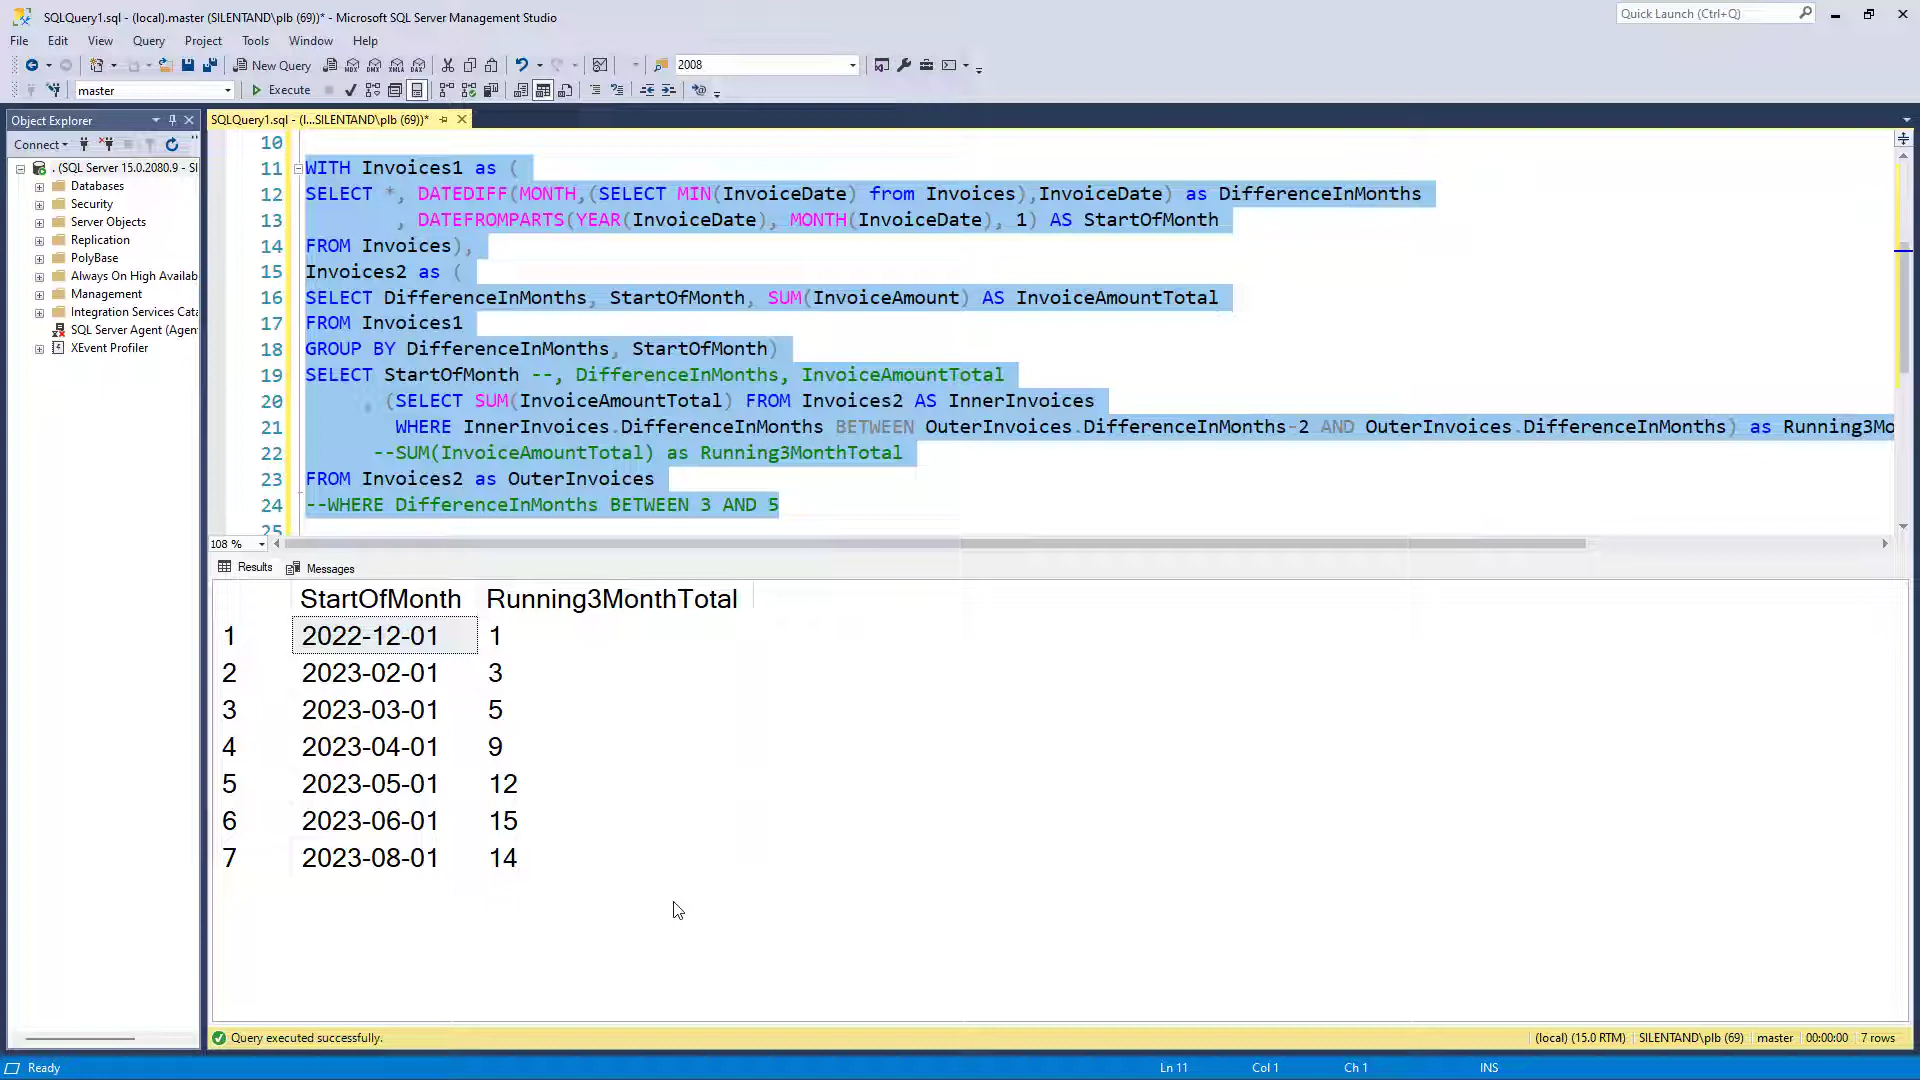 SQLQuery1.sql - (local).master (SILENTAND\plb (69))* - Microsoft SQL Server Management Studio
Quick Launch (Ctrl+Q)
File Edit View Query Project Tools Window Help
New Query
MDX DMX XMLA DAX
2008
master
Execute
Object Explorer
SQLQuery1.sql - (l...SILENTAND\plb (69))*
Connect
. (SQL Server 15.0.2080.9 - SI
Databases
Security
Server Objects
Replication
PolyBase
Always On High Availab
Management
Integration Services Cata
SQL Server Agent (Agen
XEvent Profiler
10
11 WITH Invoices1 as (
12 SELECT *, DATEDIFF(MONTH,(SELECT MIN(InvoiceDate) from Invoices),InvoiceDate) as DifferenceInMonths
13 , DATEFROMPARTS(YEAR(InvoiceDate), MONTH(InvoiceDate), 1) AS StartOfMonth
14 FROM Invoices),
15 Invoices2 as (
16 SELECT DifferenceInMonths, StartOfMonth, SUM(InvoiceAmount) AS InvoiceAmountTotal
17 FROM Invoices1
18 GROUP BY DifferenceInMonths, StartOfMonth)
19 SELECT StartOfMonth --, DifferenceInMonths, InvoiceAmountTotal
20 , (SELECT SUM(InvoiceAmountTotal) FROM Invoices2 AS InnerInvoices
21 WHERE InnerInvoices.DifferenceInMonths BETWEEN OuterInvoices.DifferenceInMonths-2 AND OuterInvoices.DifferenceInMonths) as Running3Mo
22 --SUM(InvoiceAmountTotal) as Running3MonthTotal
23 FROM Invoices2 as OuterInvoices
24 --WHERE DifferenceInMonths BETWEEN 3 AND 5
25
108 %
Results Messages
StartOfMonth Running3MonthTotal
1 2022-12-01 1
2 2023-02-01 3
3 2023-03-01 5
4 2023-04-01 9
5 2023-05-01 12
6 2023-06-01 15
7 2023-08-01 14
Query executed successfully.
(local) (15.0 RTM) SILENTAND\plb (69) master 00:00:00 7 rows
Ready
Ln 11 Col 1 Ch 1 INS